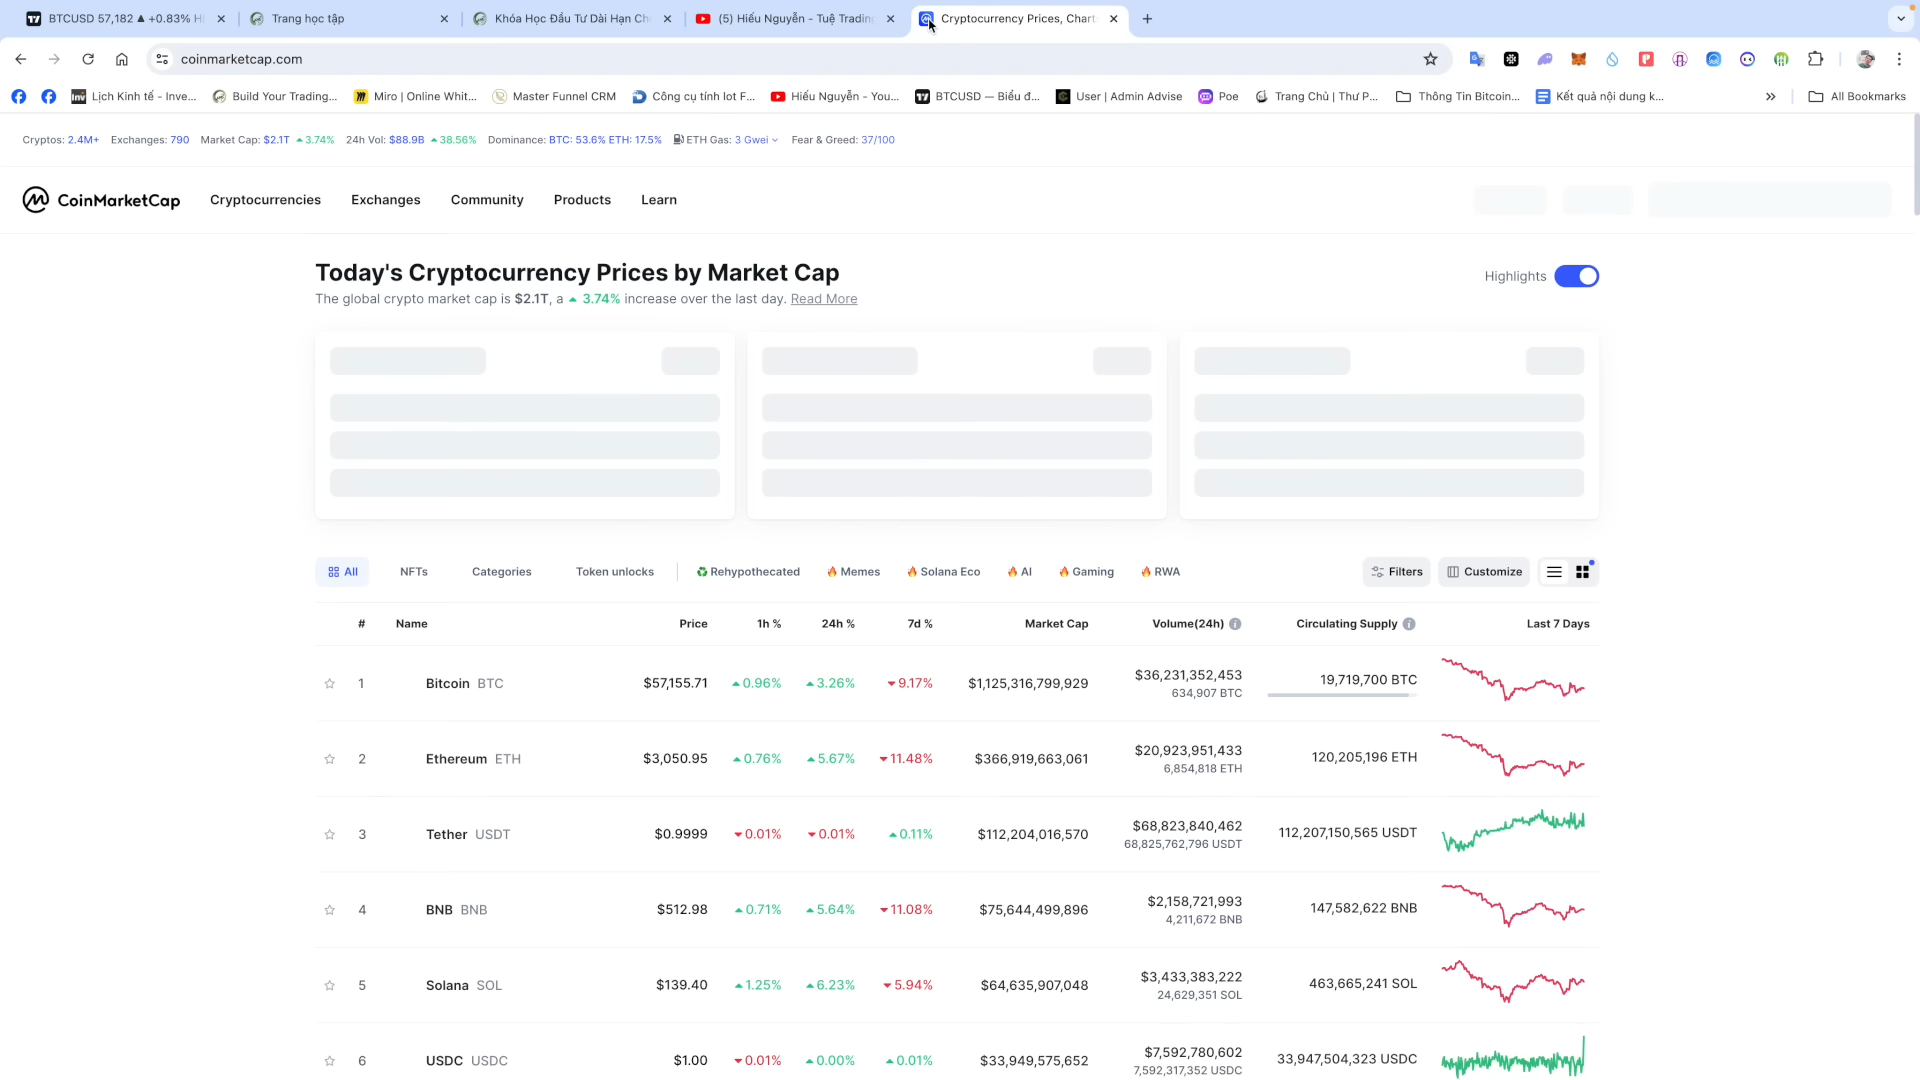 BTCUSD 57,182 ▲ +0.83%
Trang học tập
Khóa Học Đầu Tư Dài Hạn
(5) Hiếu Nguyễn - Tuệ Trading
Cryptocurrency Prices, Chart
coinmarketcap.com
Lịch Kinh tế - Inve...
Build Your Trading...
Miro | Online Whit...
Master Funnel CRM
Công cụ tính lot F...
Hiếu Nguyễn - You...
BTCUSD — Biểu đ...
User | Admin Advise
Poe
Trang Chủ | Thư P...
Thông Tin Bitcoin...
Kết quả nội dung k...
All Bookmarks
Cryptos: 2.4M+ Exchanges: 790 Market Cap: $2.1T 3.74% 24h Vol: $88.9B 38.56% Dominance: BTC: 53.6% ETH: 17.5% ETH Gas: 3 Gwei Fear & Greed: 37/100
CoinMarketCap Cryptocurrencies Exchanges Community Products Learn
Today's Cryptocurrency Prices by Market Cap
Highlights
The global crypto market cap is $2.1T, a 3.74% increase over the last day. Read More
All NFTs Categories Token unlocks Rehypothecated Memes Solana Eco AI Gaming RWA Filters Customize
# Name Price 1h % 24h % 7d % Market Cap Volume(24h) Circulating Supply Last 7 Days
1 Bitcoin BTC $57,155.71 0.96% 3.26% 9.17% $1,125,316,799,929 $36,231,352,453 19,719,700 BTC
634,907 BTC
2 Ethereum ETH $3,050.95 0.76% 5.67% 11.48% $366,919,663,061 $20,923,951,433 120,205,196 ETH
6,854,818 ETH
3 Tether USDT $0.9999 0.01% 0.01% 0.11% $112,204,016,570 $68,823,840,462 112,207,150,565 USDT
68,825,762,796 USDT
4 BNB BNB $512.98 0.71% 5.64% 11.08% $75,644,499,896 $2,158,721,993 147,582,622 BNB
4,211,672 BNB
5 Solana SOL $139.40 1.25% 6.23% 5.94% $64,635,907,048 $3,433,383,222 463,665,241 SOL
24,629,351 SOL
6 USDC USDC $1.00 0.01% 0.00% 0.01% $33,949,575,652 $7,592,780,602 33,947,504,323 USDC
7,592,317,352 USDC